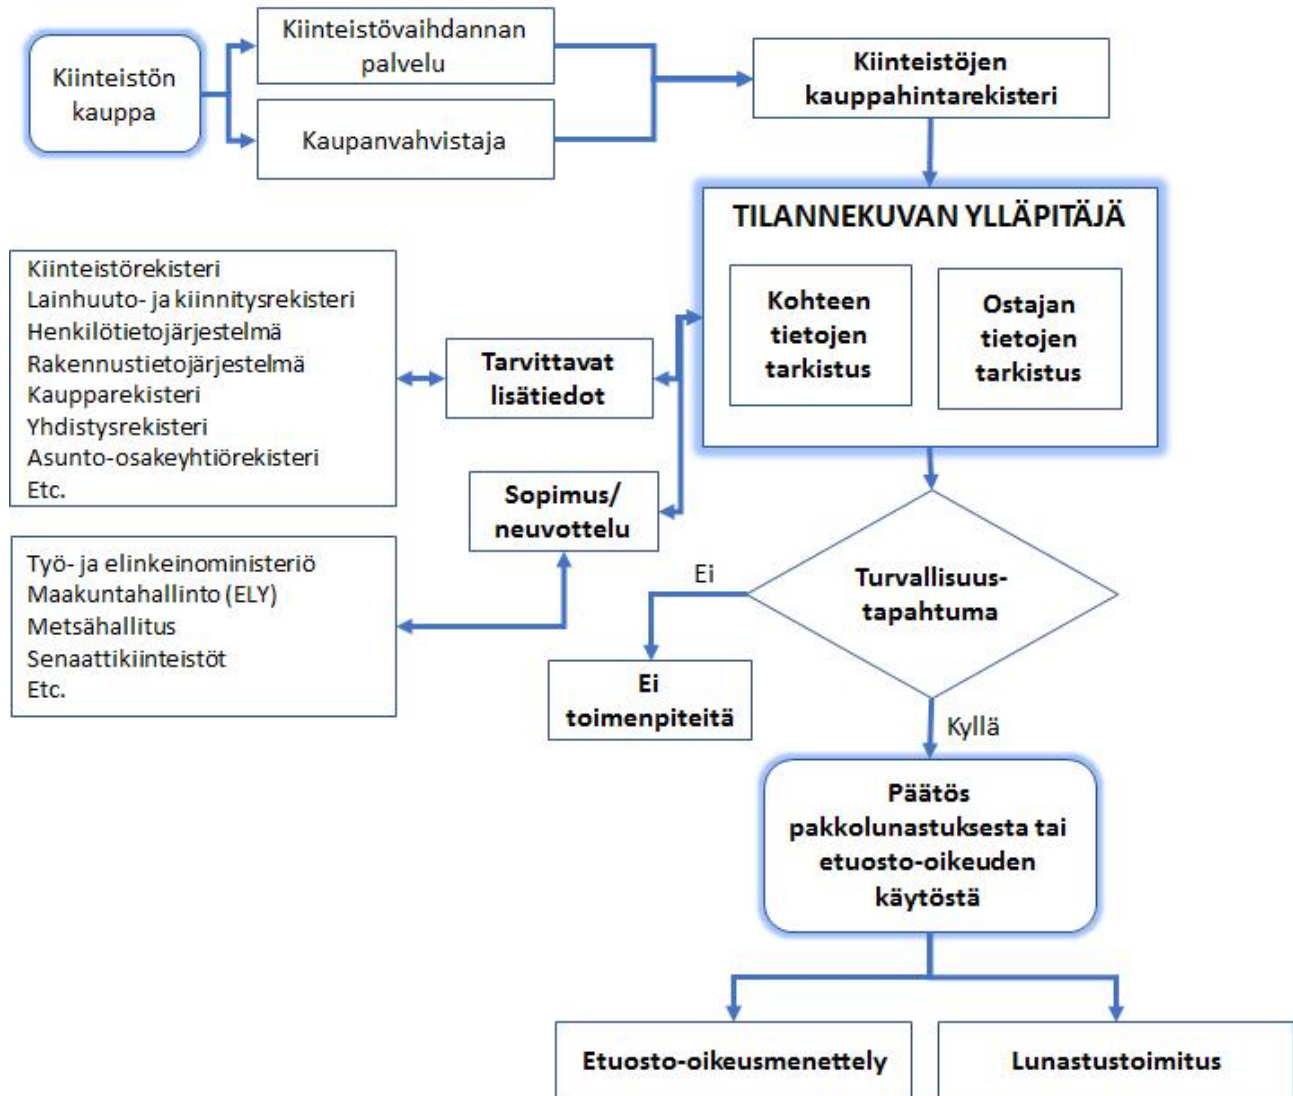 Kiinteistön
kauppa
Kiinteistövaihdannan
palvelu
Kaupanvahvistaja
Kiinteistöjen
kauppahintarekisteri
TILANNEKUVAN YLLÄPITÄJÄ
Kohteen
tietojen
tarkistus
Ostajan
tietojen
tarkistus
Kiinteistörekisteri
Lainhuuto- ja kiinnitysrekisteri
Henkilötietojärjestelmä
Rakennustietojärjestelmä
Kaupparekisteri
Yhdistysrekisteri
Asunto-osakeyhtiörekisteri
Etc.
Tarvittavat
lisätiedot
Sopimus/
neuvottelu
Työ- ja elinkeinoministeriö
Maakuntahallinto (ELY)
Metsähallitus
Senaattikiinteistöt
Etc.
Turvallisuus-
tapahtuma
Ei
Ei
toimenpiteitä
Kyllä
Päätös
pakkolunastuksesta tai
etuosto-oikeuden
käytöstä
Etuosto-oikeusmenettely
Lunastustoimitus